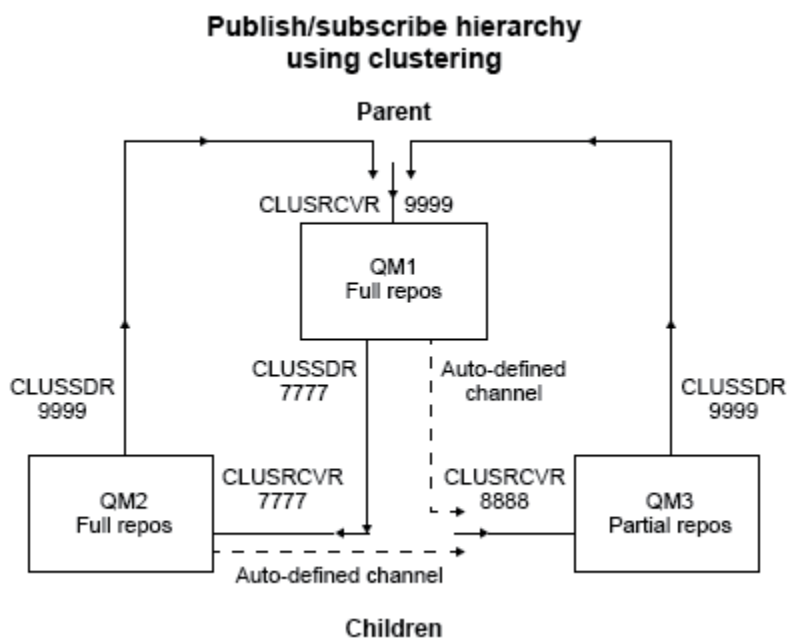 Publish/subscribe hierarchy
using clustering
Parent
CLUSRCVR 9999
QM1
Full repos
CLUSSDR
7777
Auto-defined
channel
CLUSSDR
9999
CLUSSDR
9999
CLUSRCVR
7777
CLUSRCVR
8888
QM2
Full repos
QM3
Partial repos
Auto-defined channel
Children